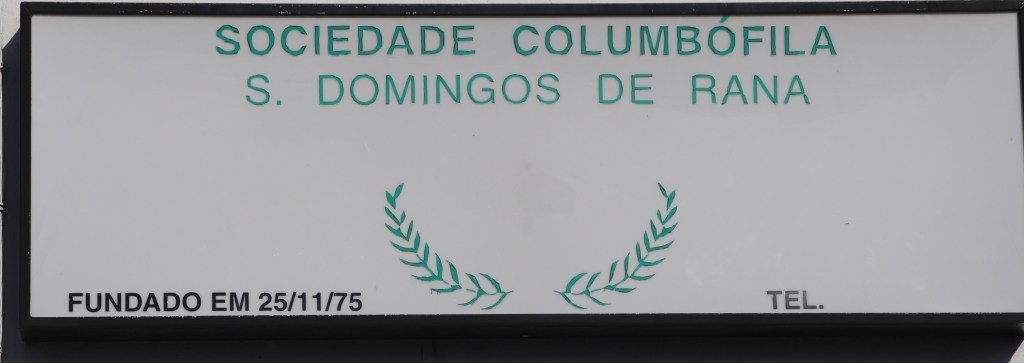 SOCIEDADE COLUMBÓFILA
S. DOMINGOS DE RANA
FUNDADO EM 25/11/75 TEL.